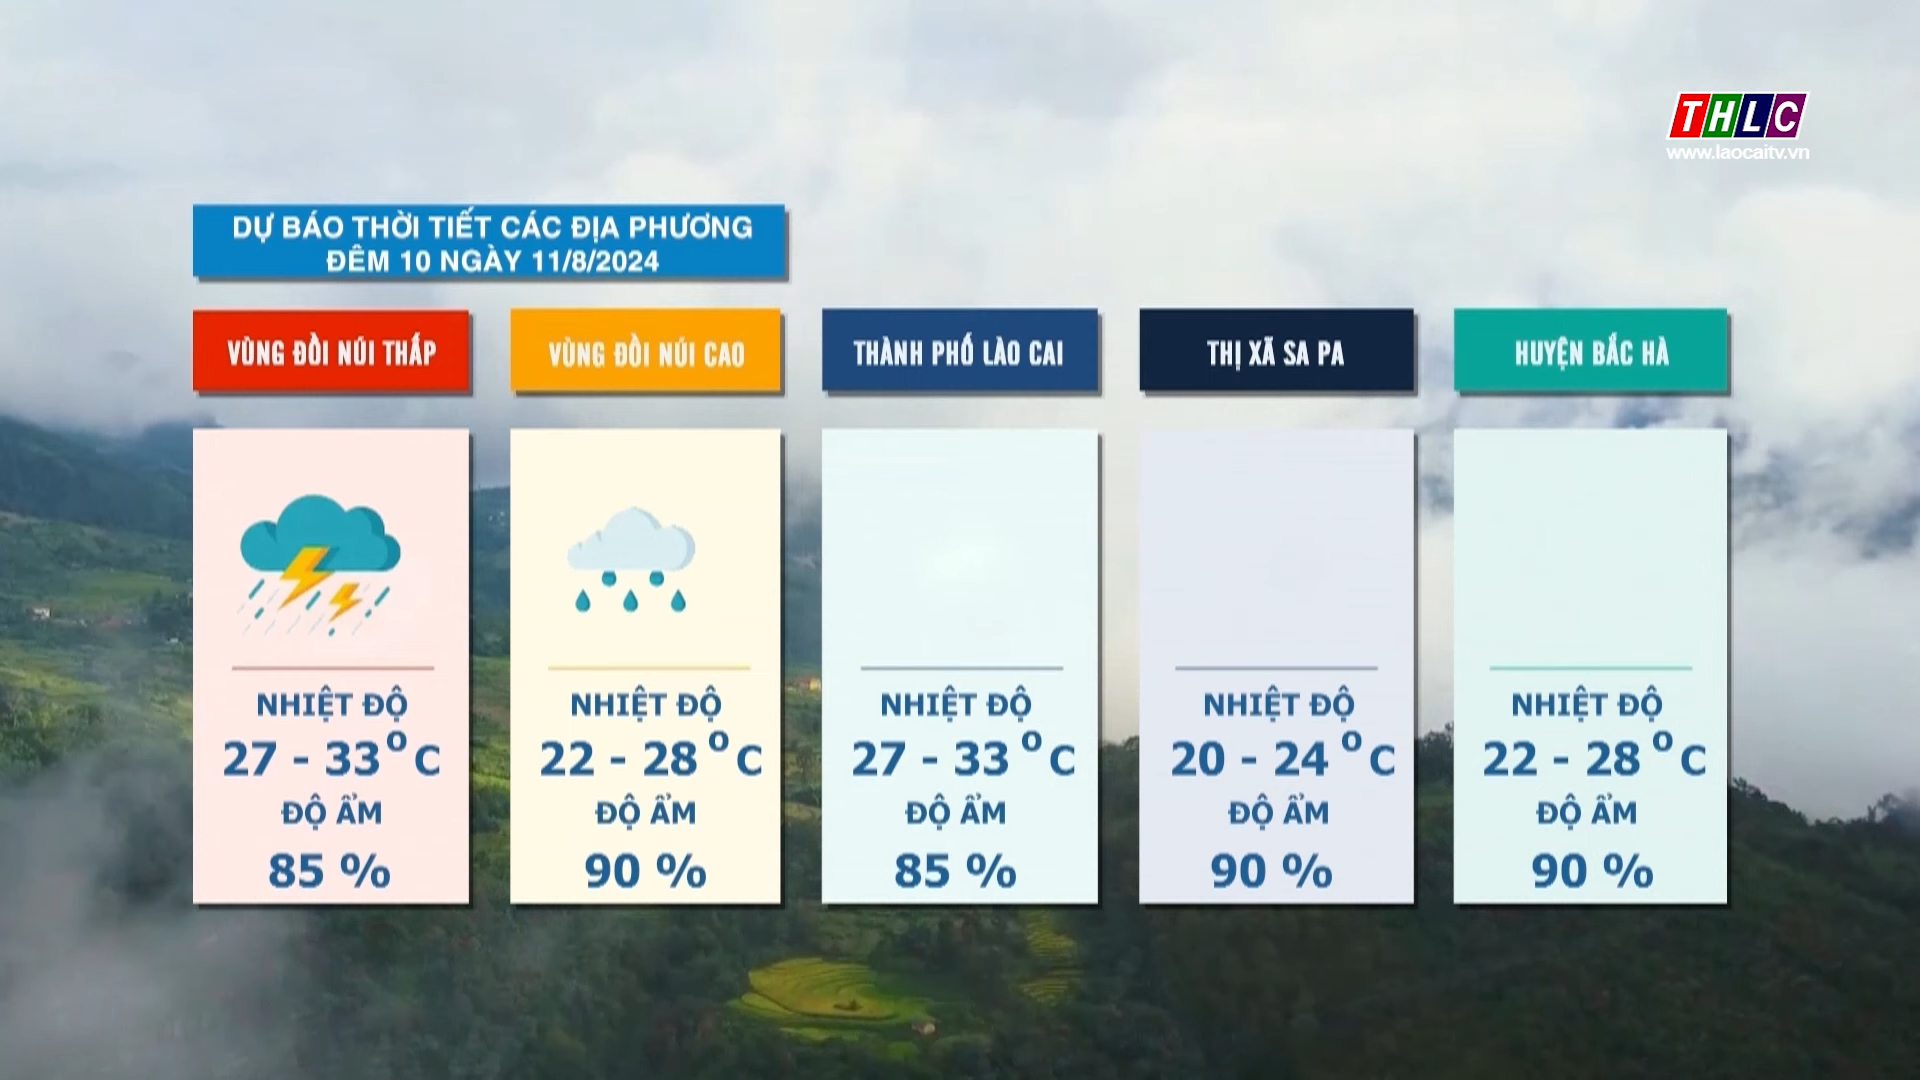 THLC
www.laocaitv.vn
DỰ BÁO THỜI TIẾT CÁC ĐỊA PHƯƠNG
ĐÊM 10 NGÀY 11/8/2024
VÙNG ĐỒI NÚI THẤP
NHIỆT ĐỘ
27 - 33 °C
ĐỘ ẨM
85 %
VÙNG ĐỒI NÚI CAO
NHIỆT ĐỘ
22 - 28 °C
ĐỘ ẨM
90 %
THÀNH PHỐ LÀO CAI
NHIỆT ĐỘ
27 - 33 °C
ĐỘ ẨM
85 %
THỊ XÃ SA PA
NHIỆT ĐỘ
20 - 24 °C
ĐỘ ẨM
90 %
HUYỆN BẮC HÀ
NHIỆT ĐỘ
22 - 28 °C
ĐỘ ẨM
90 %